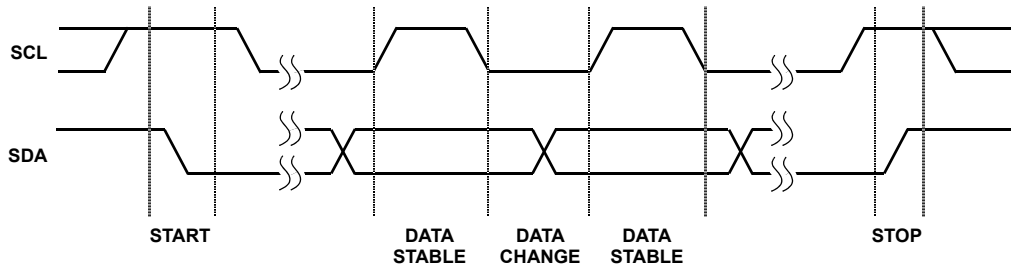 SCL
SDA
START
DATA
STABLE
DATA
CHANGE
DATA
STABLE
STOP